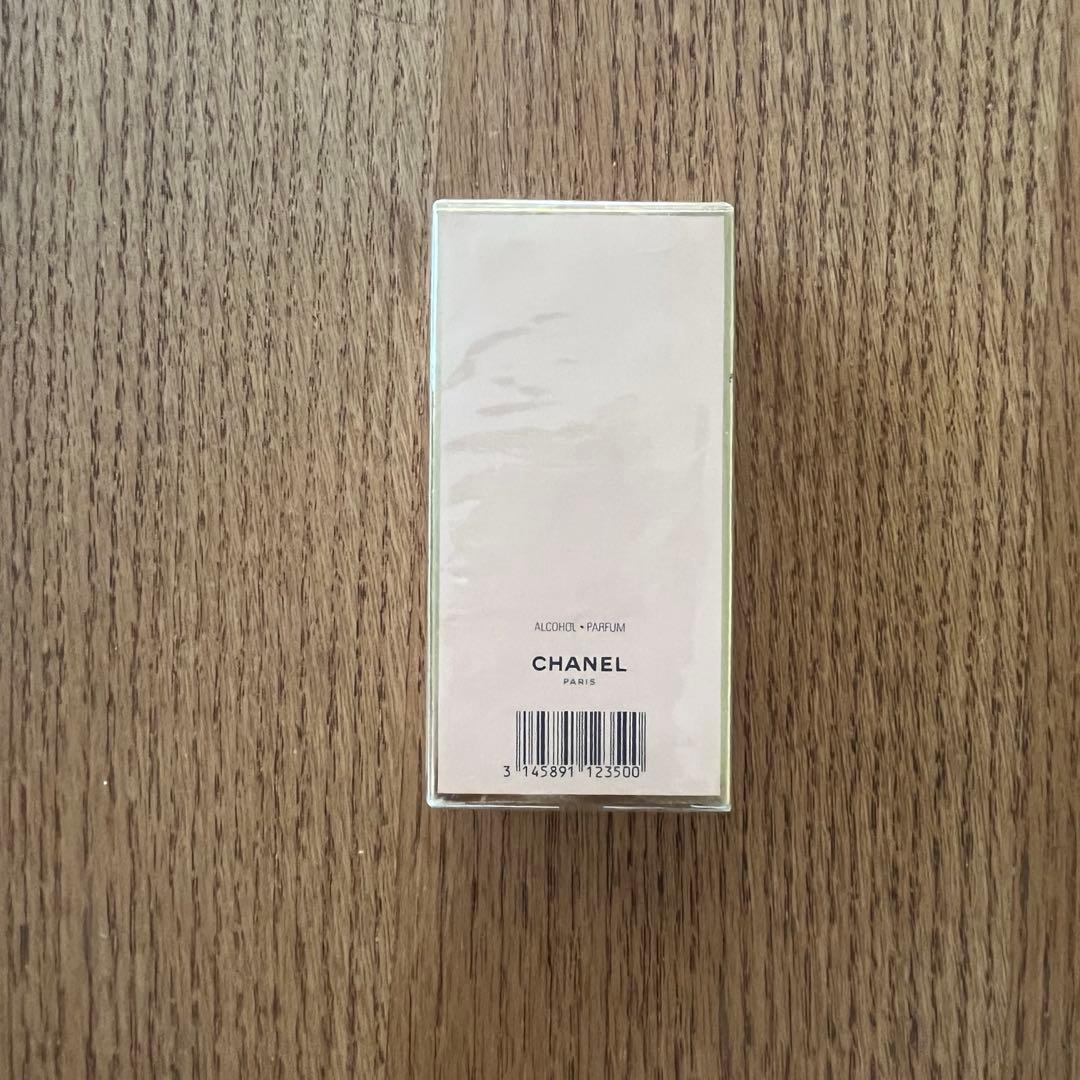 ALCOHOL • PARFUM
CHANEL
PARIS
3 145891 123500